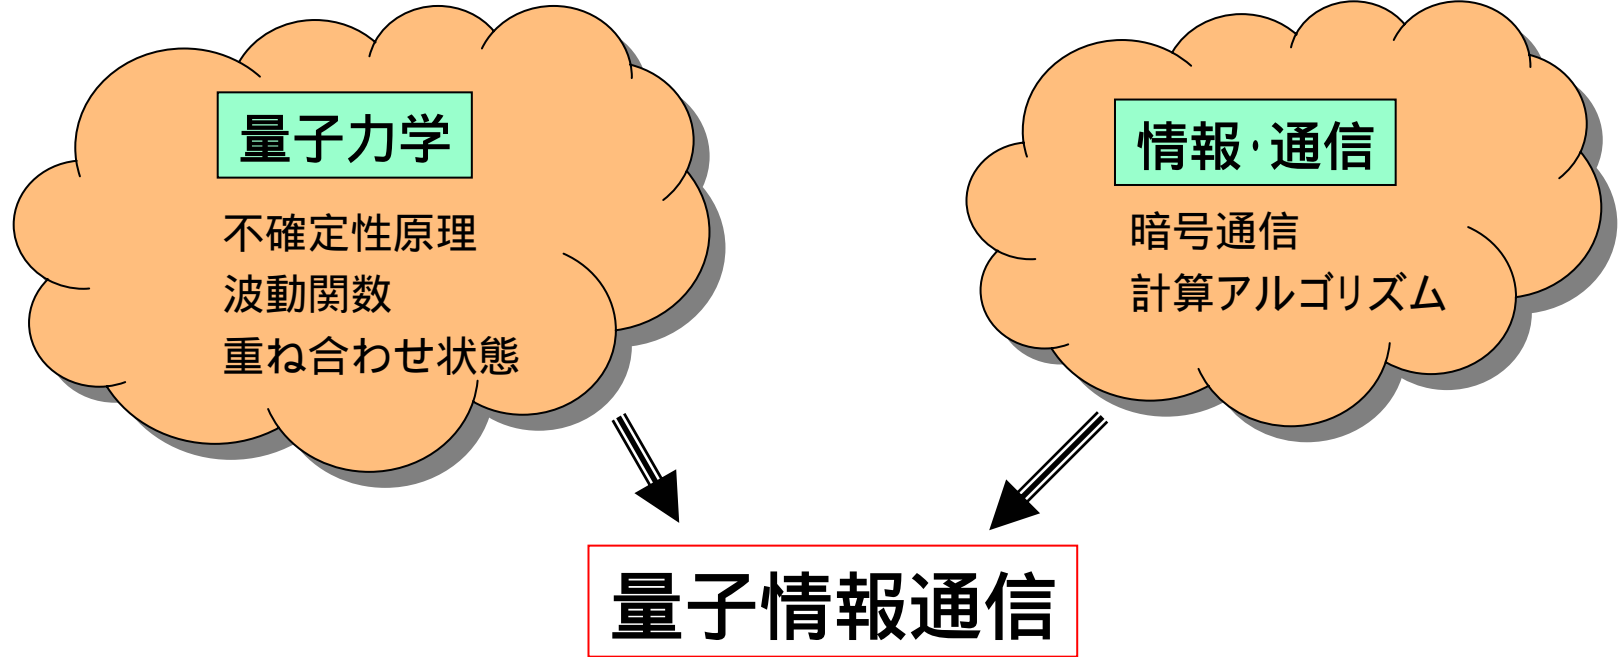 量子力学
不確定性原理
波動関数
重ね合わせ状態
情報・通信
暗号通信
計算アルゴリズム
量子情報通信